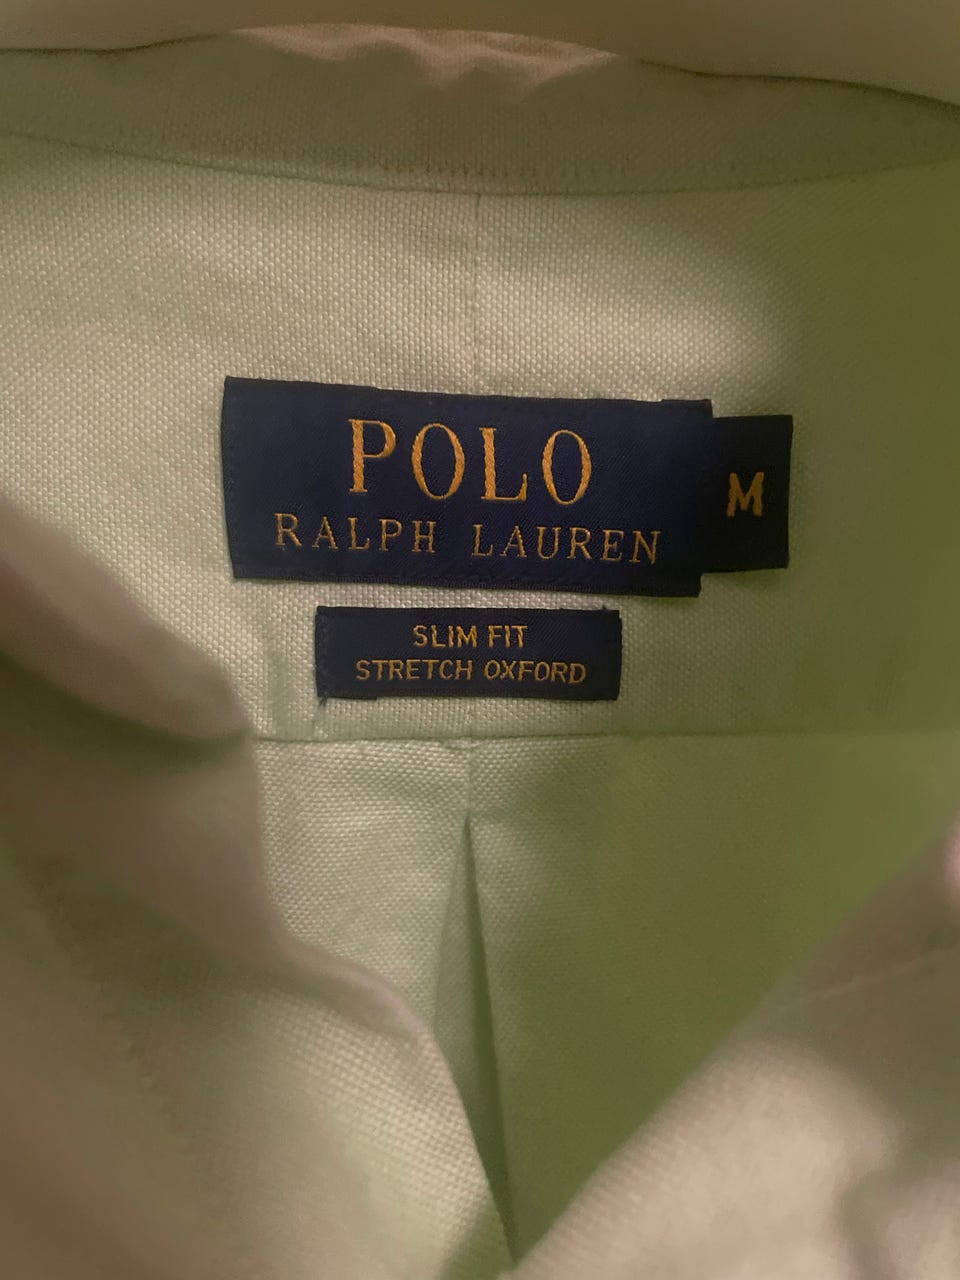 POLO
RALPH LAUREN
M
SLIM FIT
STRETCH OXFORD